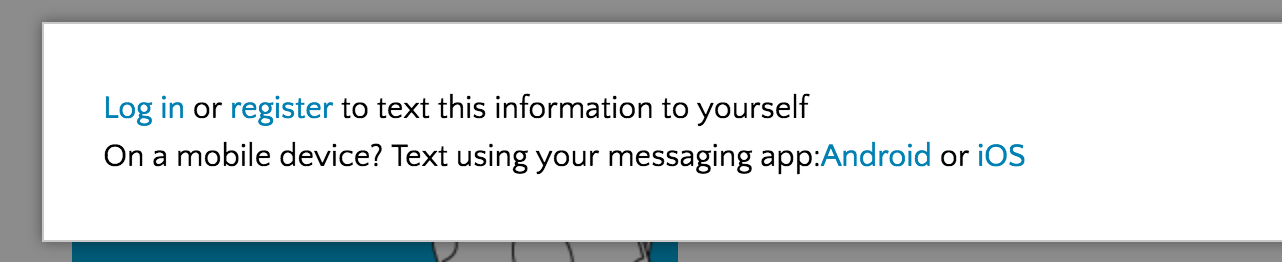 Log in or register to text this information to yourself
On a mobile device? Text using your messaging app:Android or iOS